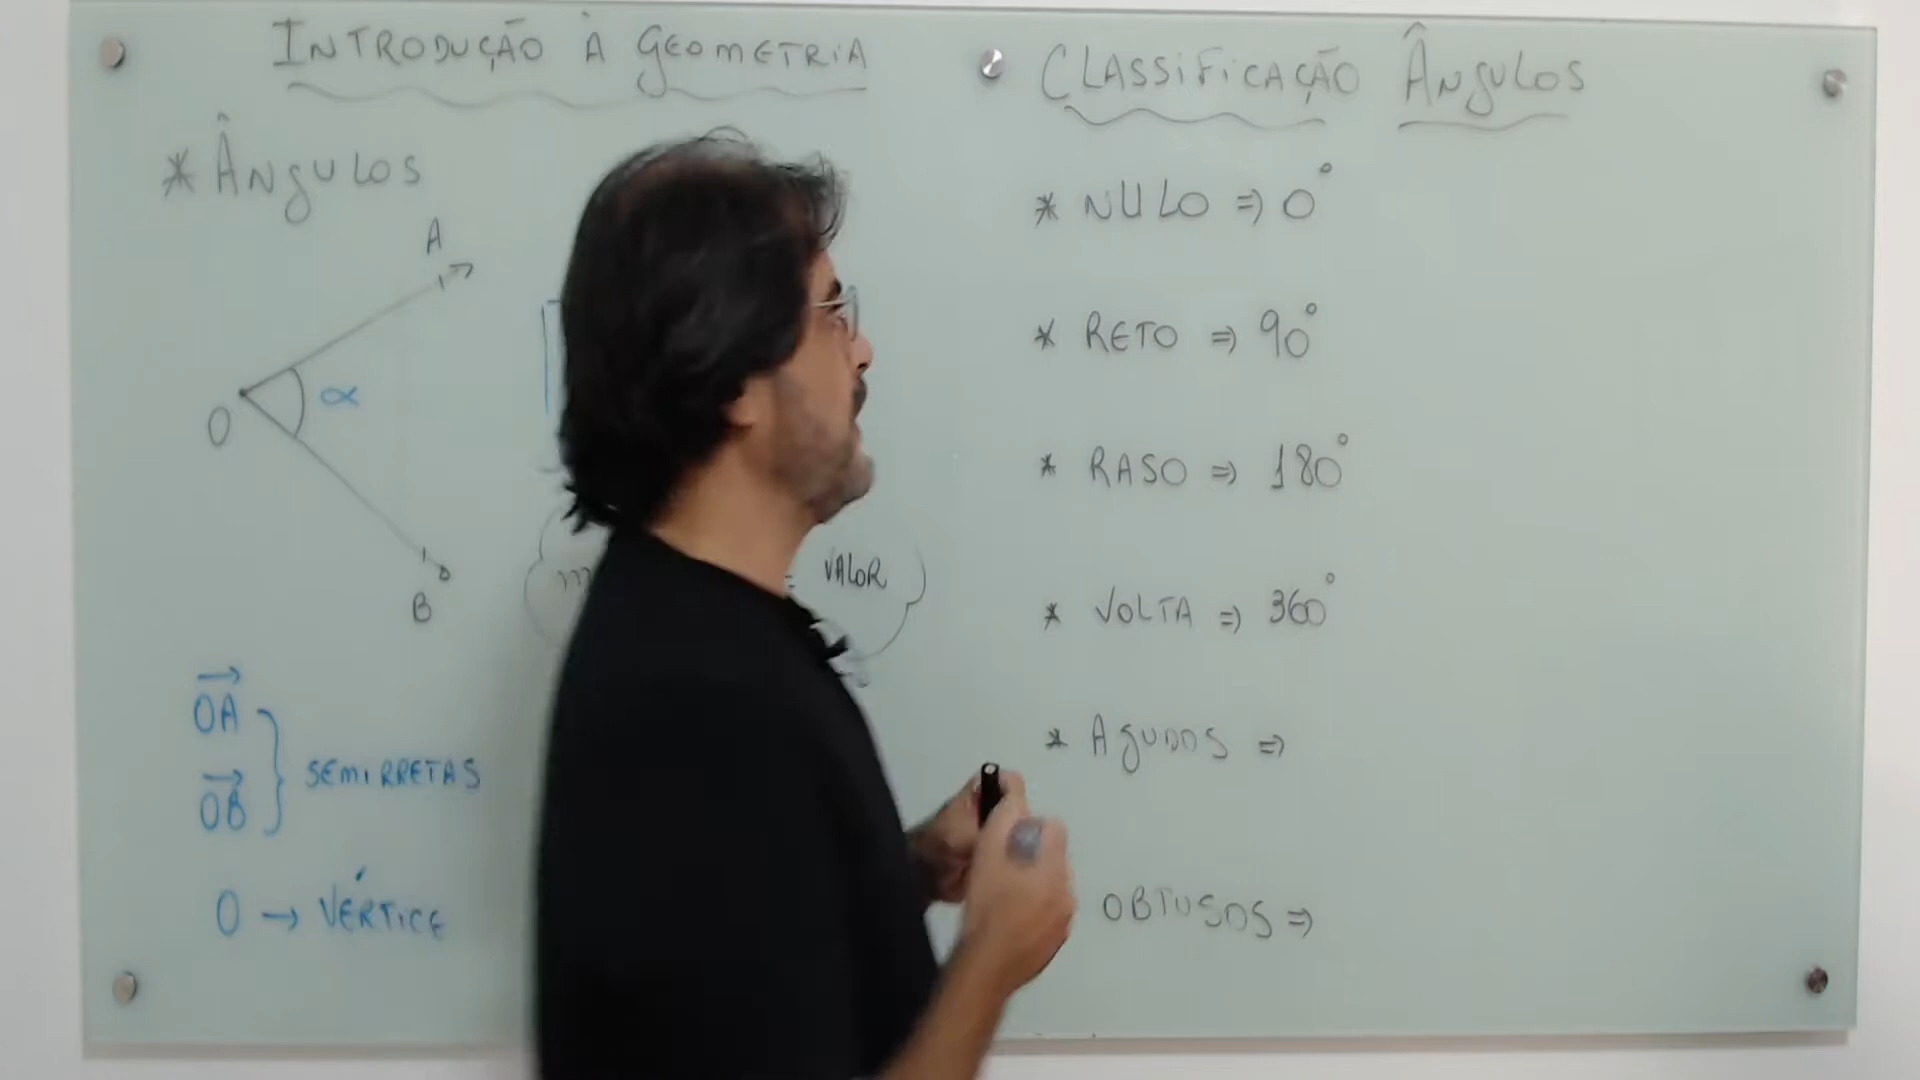 INTRODUÇÃO À GEOMETRIA
* ÂNGULOS
A
α
O
B
= VALOR
OA
OB
SEMIRRETAS
O → VÉRTICE
CLASSIFICAÇÃO ÂNGULOS
* NULO ⇒ 0°
* RETO ⇒ 90°
* RASO ⇒ 180°
* VOLTA ⇒ 360°
* AGUDOS ⇒
OBTUSOS ⇒